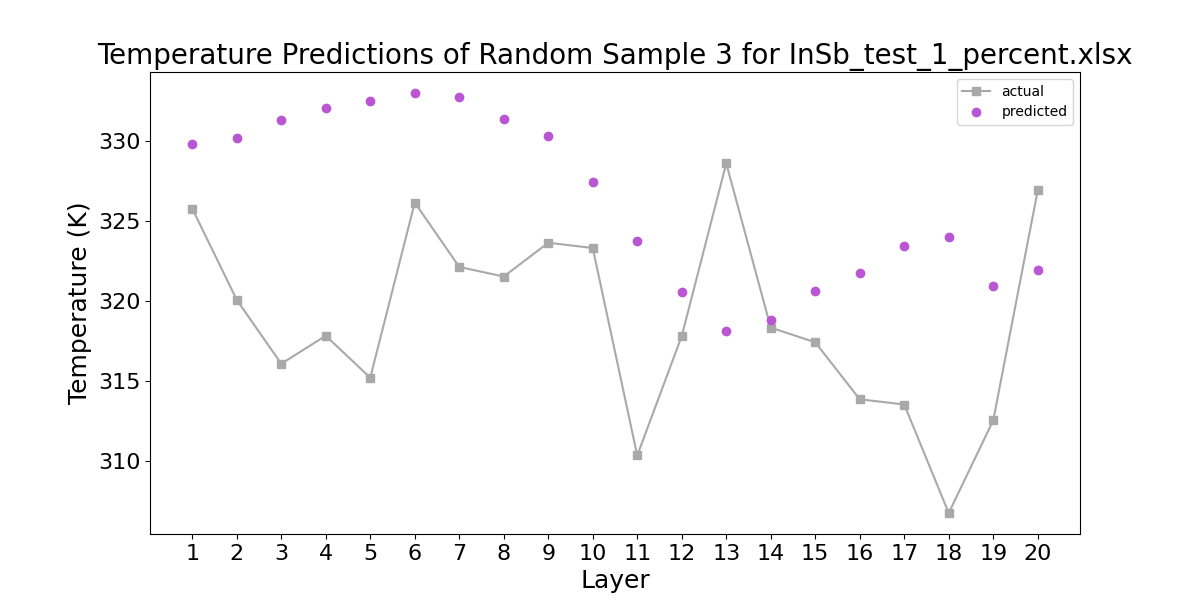 Temperature Predictions of Random Sample 3 for InSb_test_1_percent.xlsx
actual
predicted
330
325
320
315
310
Temperature (K)
1 2 3 4 5 6 7 8 9 10 11 12 13 14 15 16 17 18 19 20
Layer